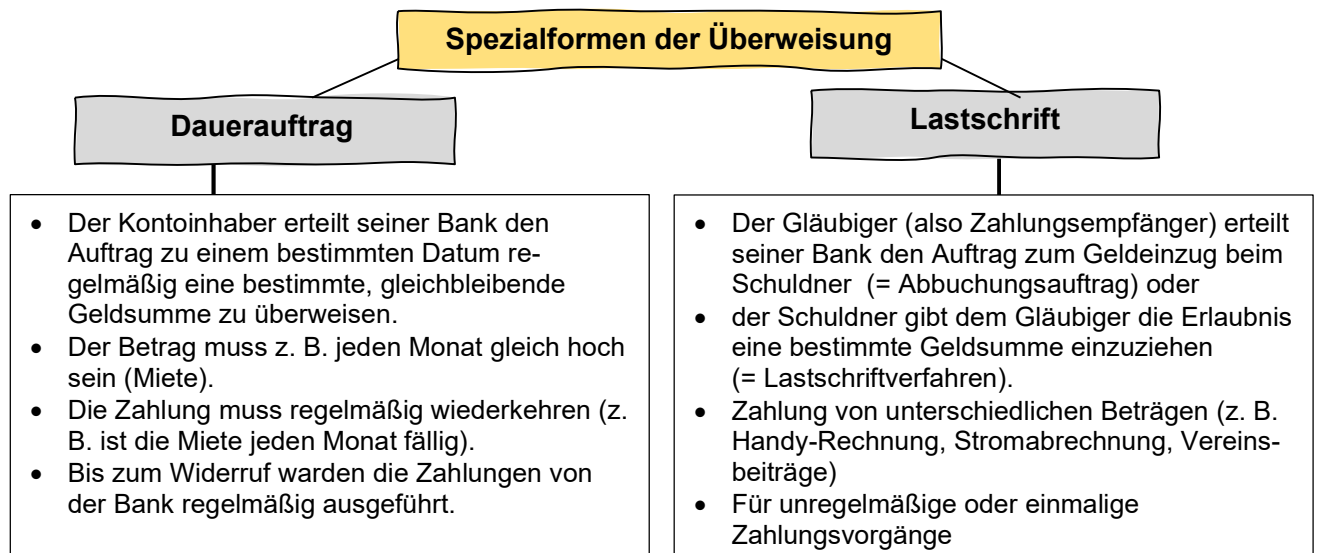 Spezialformen der Überweisung
Dauerauftrag
• Der Kontoinhaber erteilt seiner Bank den
Auftrag zu einem bestimmten Datum re-
gelmäßig eine bestimmte, gleichbleibende
Geldsumme zu überweisen.
• Der Betrag muss z. B. jeden Monat gleich hoch
sein (Miete).
• Die Zahlung muss regelmäßig wiederkehren (z.
B. ist die Miete jeden Monat fällig).
• Bis zum Widerruf warden die Zahlungen von
der Bank regelmäßig ausgeführt.
Lastschrift
• Der Gläubiger (also Zahlungsempfänger) erteilt
seiner Bank den Auftrag zum Geldeinzug beim
Schuldner (= Abbuchungsauftrag) oder
• der Schuldner gibt dem Gläubiger die Erlaubnis
eine bestimmte Geldsumme einzuziehen
(= Lastschriftverfahren).
• Zahlung von unterschiedlichen Beträgen (z. B.
Handy-Rechnung, Stromabrechnung, Vereins-
beiträge)
• Für unregelmäßige oder einmalige
Zahlungsvorgänge